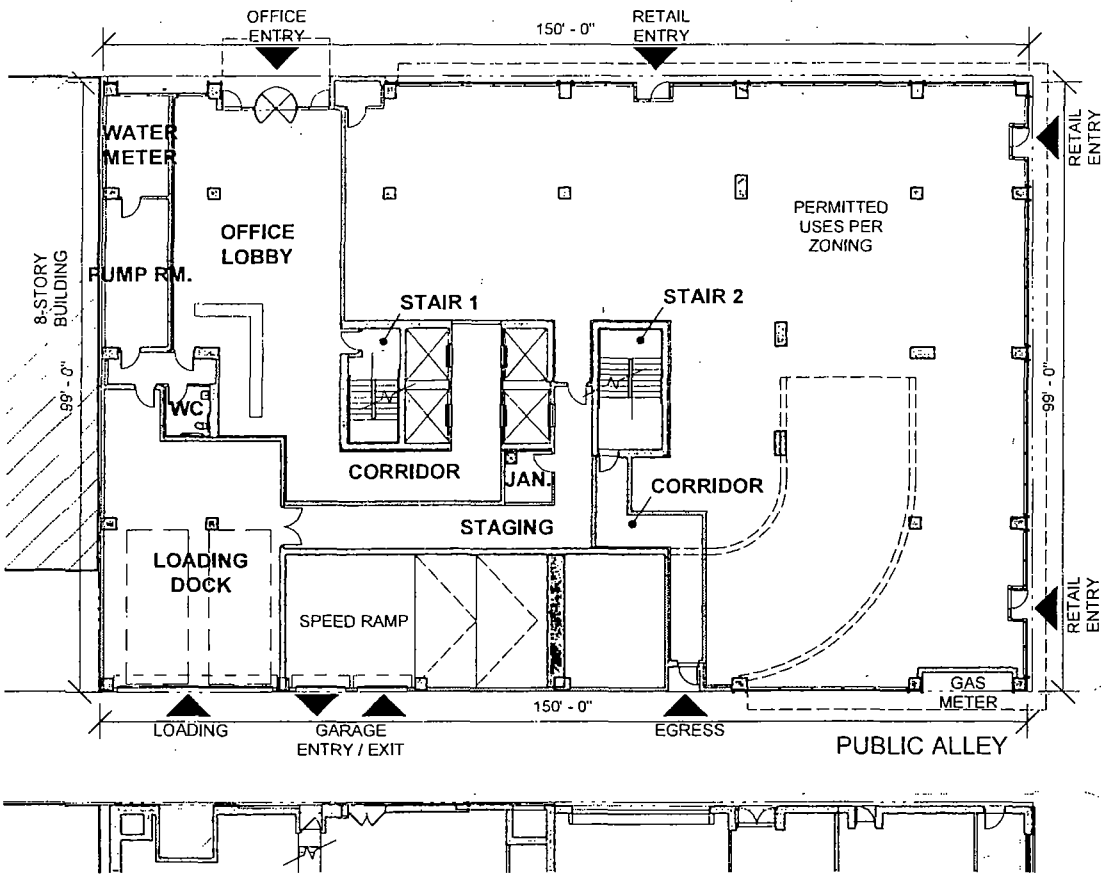 OFFICE
ENTRY
150' - 0"
RETAIL
ENTRY
WATER
METER
RETAIL
ENTRY
PERMITTED
USES PER
ZONING
OFFICE
LOBBY
8-STORY
BUILDING
PUMP RM.
STAIR 1
STAIR 2
99' - 0"
99' - 0"
WC
CORRIDOR
JAN.
CORRIDOR
STAGING
LOADING
DOCK
SPEED RAMP
RETAIL
ENTRY
GAS
METER
150' - 0"
LOADING
GARAGE
ENTRY / EXIT
EGRESS
PUBLIC ALLEY